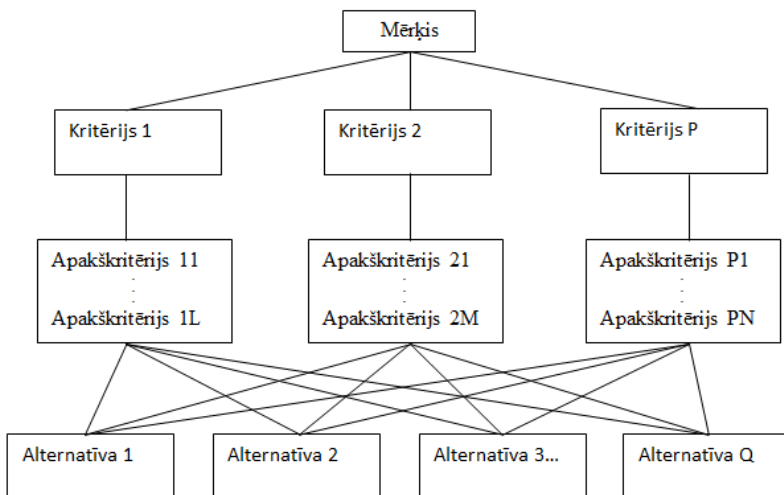 Mērķis
Kritērijs 1
Kritērijs 2
Kritērijs P
Apakškritērijs 11
⋮
Apakškritērijs 1L
Apakškritērijs 21
⋮
Apakškritērijs 2M
Apakškritērijs P1
⋮
Apakškritērijs PN
Alternatīva 1
Alternatīva 2
Alternatīva 3...
Alternatīva Q